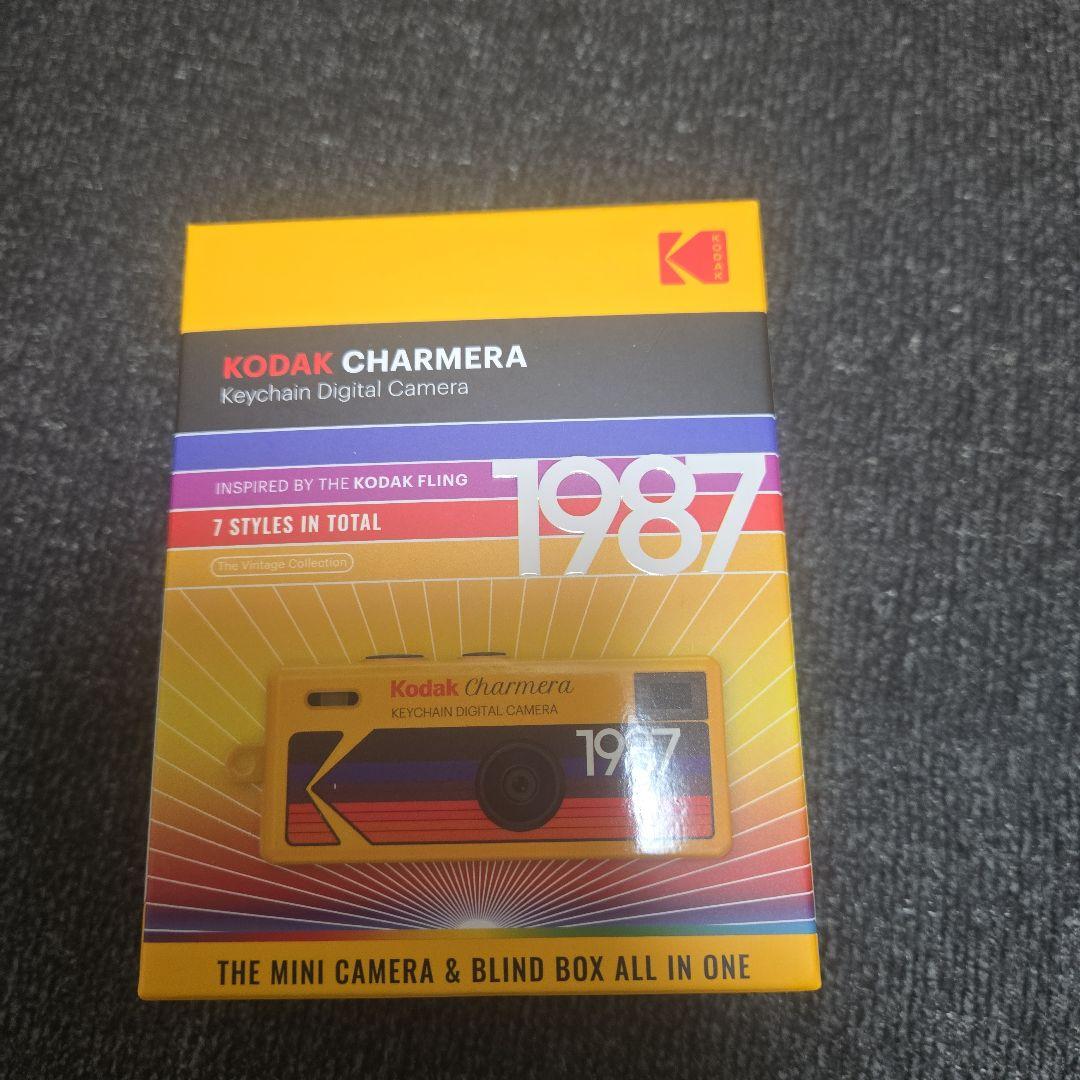 KODAK
KODAK CHARMERA
Keychain Digital Camera
INSPIRED BY THE KODAK FLING
1987
7 STYLES IN TOTAL
The Vintage Collection
Kodak Charmera
KEYCHAIN DIGITAL CAMERA
1987
THE MINI CAMERA & BLIND BOX ALL IN ONE